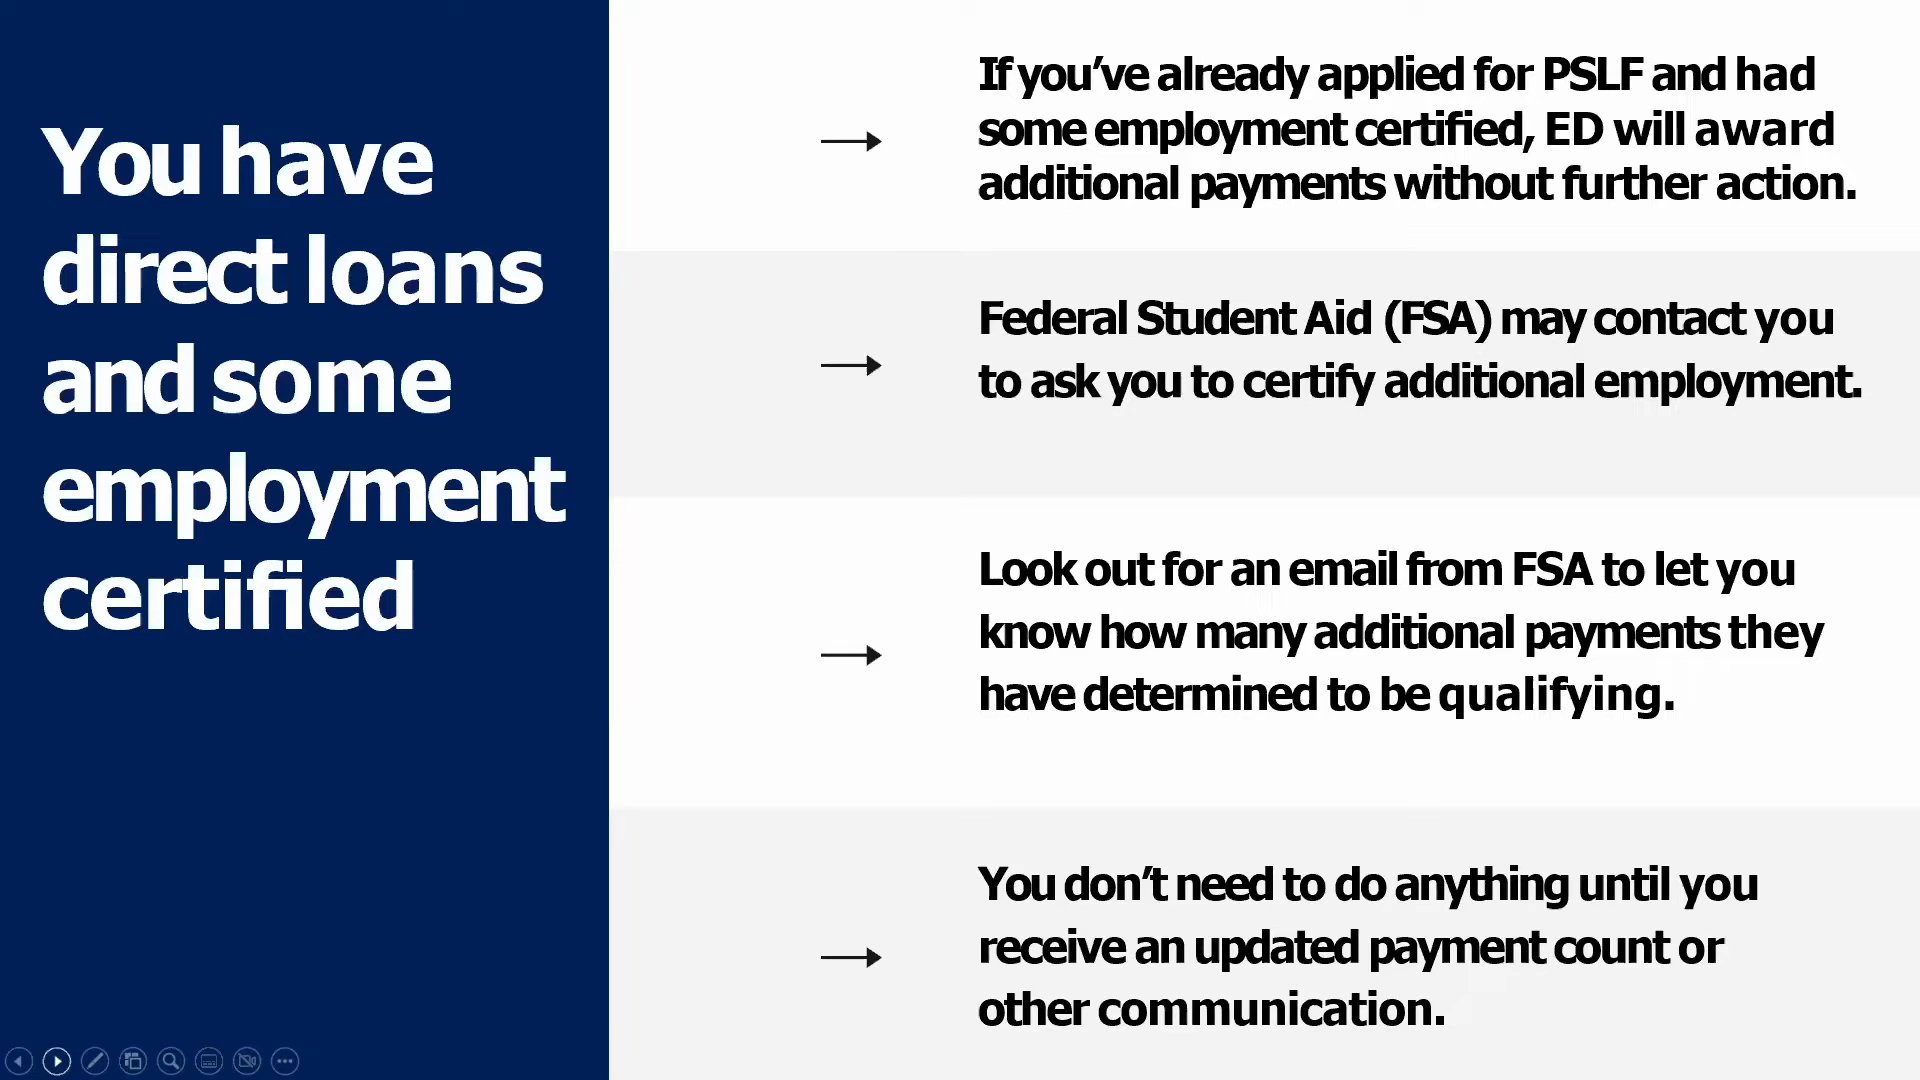 You have
direct loans
and some
employment
certified
If you’ve already applied for PSLF and had
some employment certified, ED will award
additional payments without further action.
Federal Student Aid (FSA) may contact you
to ask you to certify additional employment.
Look out for an email from FSA to let you
know how many additional payments they
have determined to be qualifying.
You don’t need to do anything until you
receive an updated payment count or
other communication.